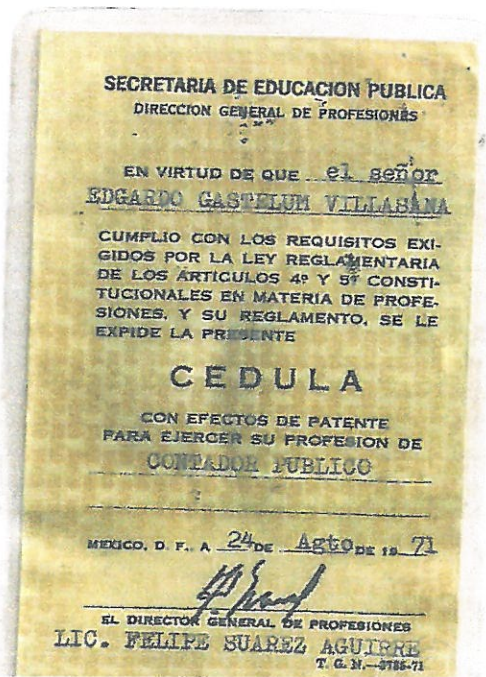 SECRETARIA DE EDUCACION PUBLICA
DIRECCION GENERAL DE PROFESIONES
EN VIRTUD DE QUE el señor
EDGARDO GASTELUM VILLASANA
CUMPLIO CON LOS REQUISITOS EXI-
GIDOS POR LA LEY REGLAMENTARIA
DE LOS ARTICULOS 4º Y 5º CONSTI-
TUCIONALES EN MATERIA DE PROFE-
SIONES, Y SU REGLAMENTO, SE LE
EXPIDE LA PRESENTE
CEDULA
CON EFECTOS DE PATENTE
PARA EJERCER SU PROFESION DE
CONTADOR PUBLICO
MEXICO, D. F., A 24 DE Agto DE 19 71
EL DIRECTOR GENERAL DE PROFESIONES
LIC. FELIPE SUAREZ AGUIRRE
T. G. N.